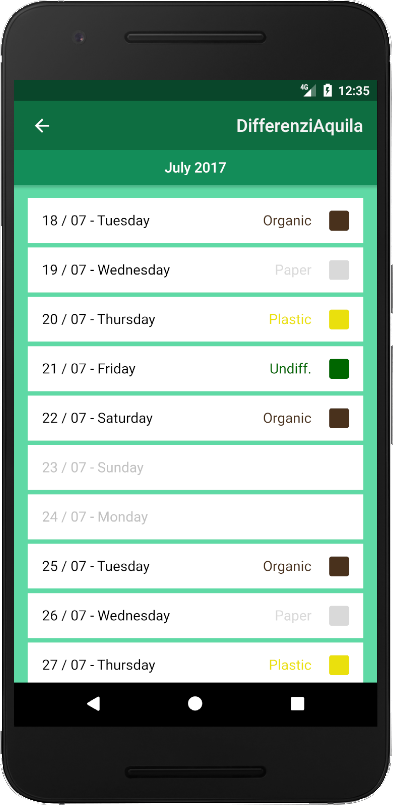 4G 12:35
DifferenziAquila
July 2017
18 / 07 - Tuesday Organic
19 / 07 - Wednesday Paper
20 / 07 - Thursday Plastic
21 / 07 - Friday Undiff.
22 / 07 - Saturday Organic
23 / 07 - Sunday
24 / 07 - Monday
25 / 07 - Tuesday Organic
26 / 07 - Wednesday Paper
27 / 07 - Thursday Plastic